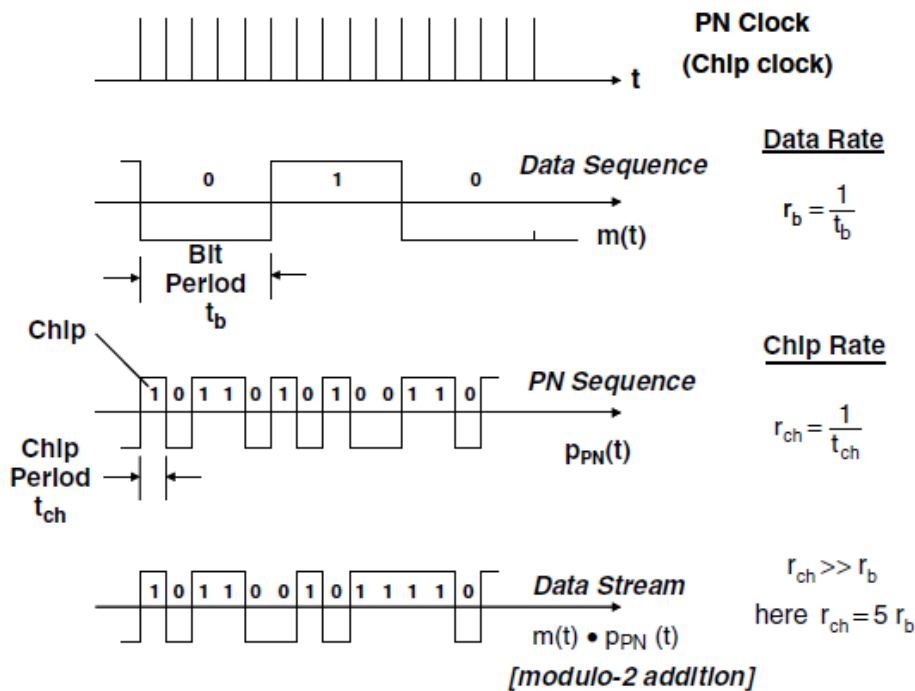 PN Clock
(Chip clock)
t
Data Rate
0 1 0
Data Sequence
r_b = 1 / t_b
m(t)
Bit
Period
t_b
Chip
Chip Rate
PN Sequence
1 0 1 1 0 1 0 1 0 0 1 1 0
r_ch = 1 / t_ch
p_PN(t)
Chip
Period
t_ch
r_ch >> r_b
Data Stream
1 0 1 1 0 0 1 0 1 1 1 1 0
here r_ch = 5 r_b
m(t) • p_PN (t)
[modulo-2 addition]